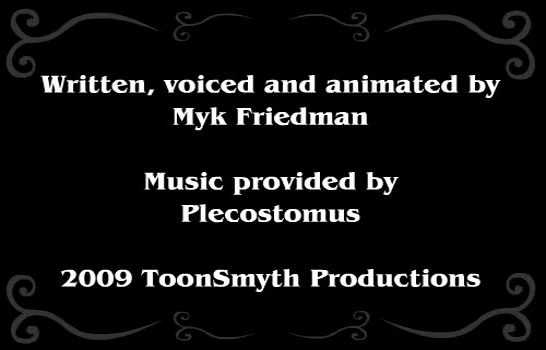 Written, voiced and animated by
Myk Friedman
Music provided by
Plecostomus
2009 ToonSmyth Productions